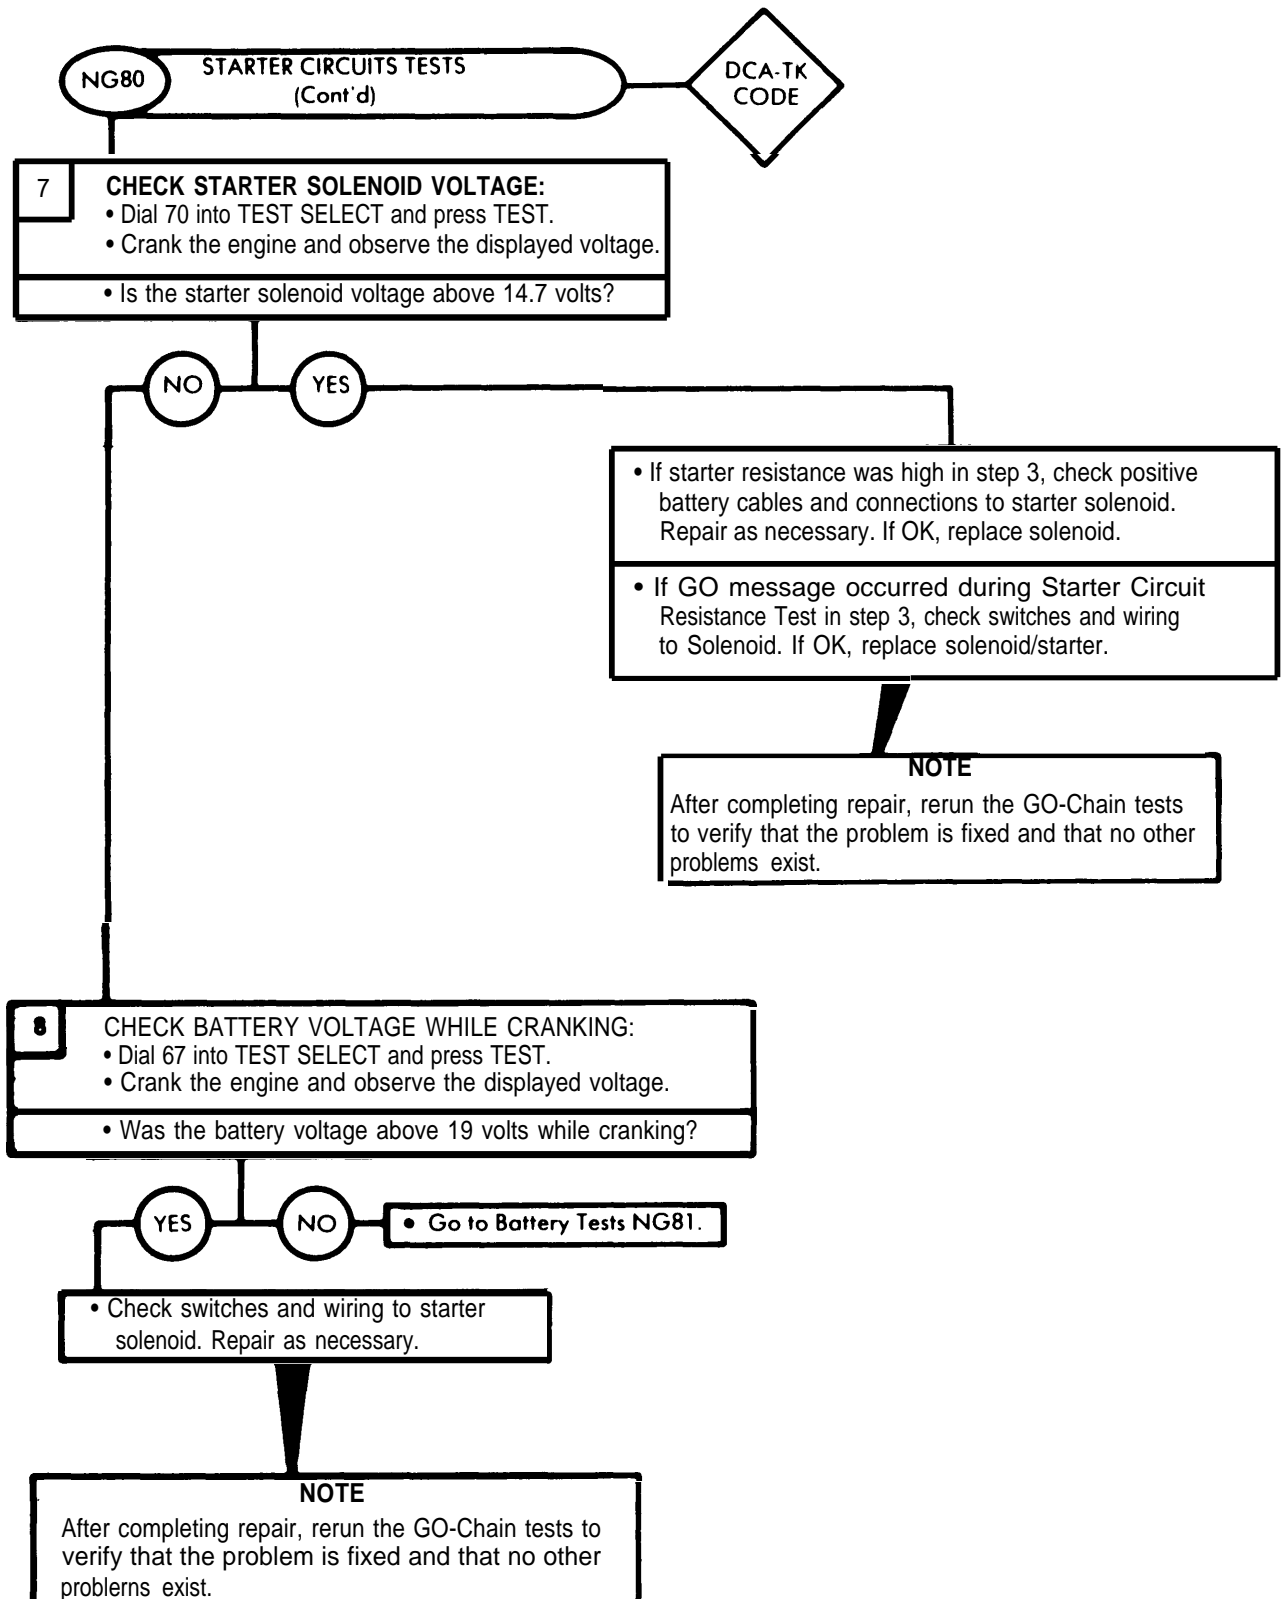 NG80
STARTER CIRCUITS TESTS
(Cont'd)
DCA-TK
CODE
7
CHECK STARTER SOLENOID VOLTAGE:
• Dial 70 into TEST SELECT and press TEST.
• Crank the engine and observe the displayed voltage.
• Is the starter solenoid voltage above 14.7 volts?
NO
YES
• If starter resistance was high in step 3, check positive
battery cables and connections to starter solenoid.
Repair as necessary. If OK, replace solenoid.
• If GO message occurred during Starter Circuit
Resistance Test in step 3, check switches and wiring
to Solenoid. If OK, replace solenoid/starter.
NOTE
After completing repair, rerun the GO-Chain tests
to verify that the problem is fixed and that no other
problems exist.
8
CHECK BATTERY VOLTAGE WHILE CRANKING:
• Dial 67 into TEST SELECT and press TEST.
• Crank the engine and observe the displayed voltage.
• Was the battery voltage above 19 volts while cranking?
YES
NO
• Go to Battery Tests NG81.
• Check switches and wiring to starter
solenoid. Repair as necessary.
NOTE
After completing repair, rerun the GO-Chain tests to
verify that the problem is fixed and that no other
problerns exist.